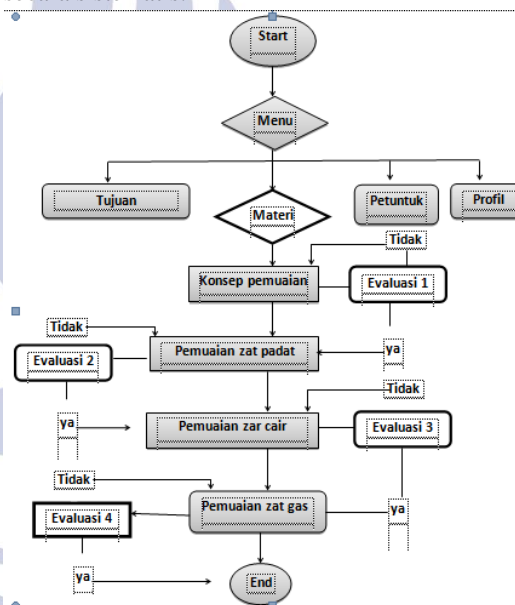 Start
Menu
Tujuan
Materi
Petuntuk
Profil
Tidak
Konsep pemuaian
Evaluasi 1
Tidak
ya
Pemuaian zat padat
Evaluasi 2
Tidak
ya
Pemuaian zar cair
Evaluasi 3
Tidak
Pemuaian zat gas
ya
Evaluasi 4
ya
End